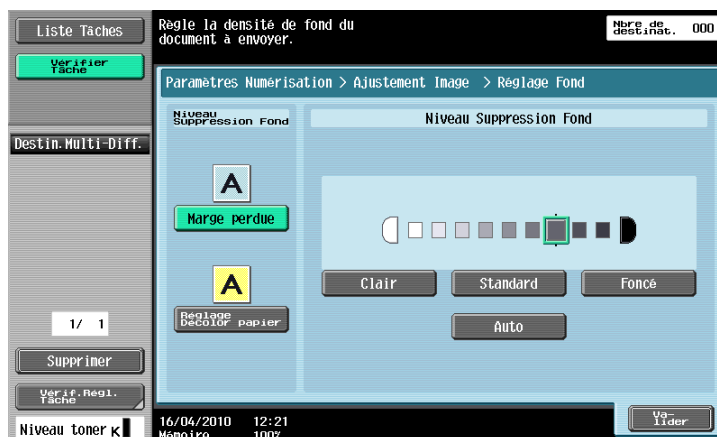 Liste Tâches
Vérifier
Tâche
Destin.Multi-Diff.
1/ 1
Supprimer
Vérif.Régl.
Tâche
Niveau toner K
Règle la densité de fond du
document à envoyer.
Nbre de
destinat. 000
Paramètres Numérisation > Ajustement Image > Réglage Fond
Niveau
Suppression Fond
A
Marge perdue
A
Réglage
Décolor papier
Niveau Suppression Fond
Clair
Standard
Foncé
Auto
16/04/2010 12:21
Mémoire 100%
Va-
lider